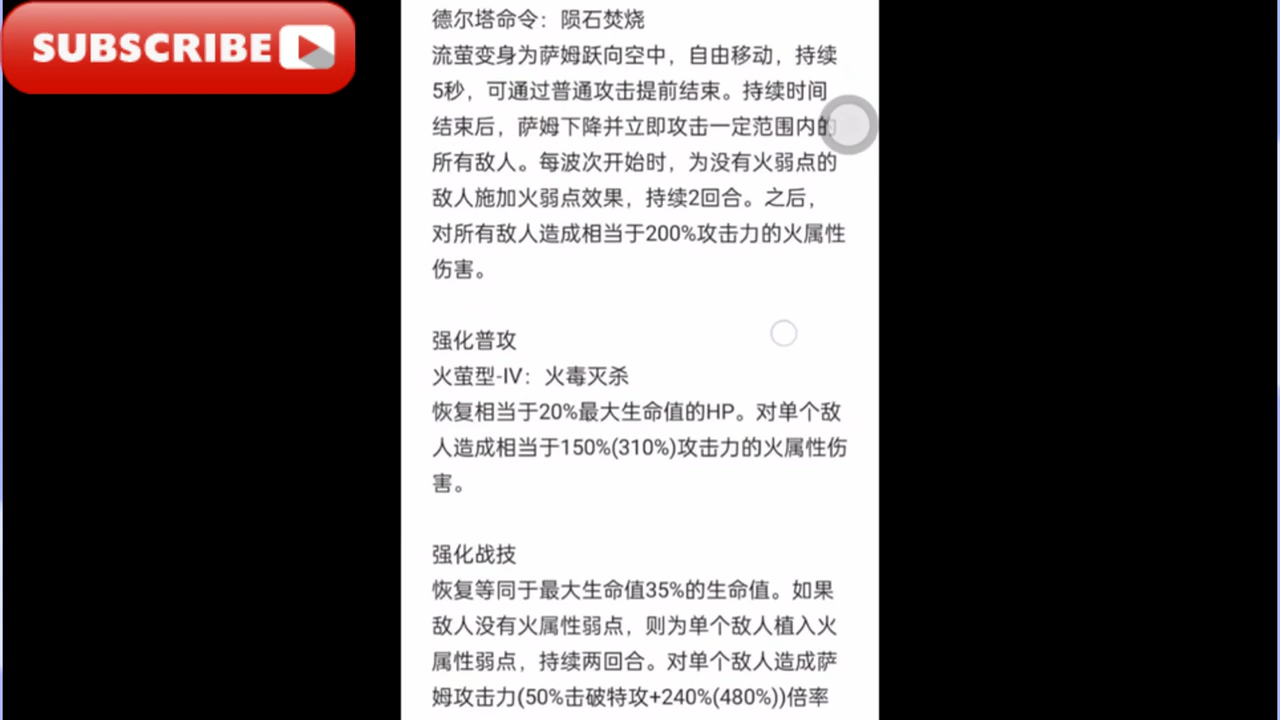 SUBSCRIBE
德尔塔命令：陨石焚烧
流萤变身为萨姆跃向空中，自由移动，持续
5秒，可通过普通攻击提前结束。持续时间
结束后，萨姆下降并立即攻击一定范围内的
所有敌人。每波次开始时，为没有火弱点的
敌人施加火弱点效果，持续2回合。之后，
对所有敌人造成相当于200%攻击力的火属性
伤害。
强化普攻
火萤型-IV：火毒灭杀
恢复相当于20%最大生命值的HP。对单个敌
人造成相当于150%(310%)攻击力的火属性伤
害。
强化战技
恢复等同于最大生命值35%的生命值。如果
敌人没有火属性弱点，则为单个敌人植入火
属性弱点，持续两回合。对单个敌人造成萨
姆攻击力(50%击破特攻+240%(480%))倍率